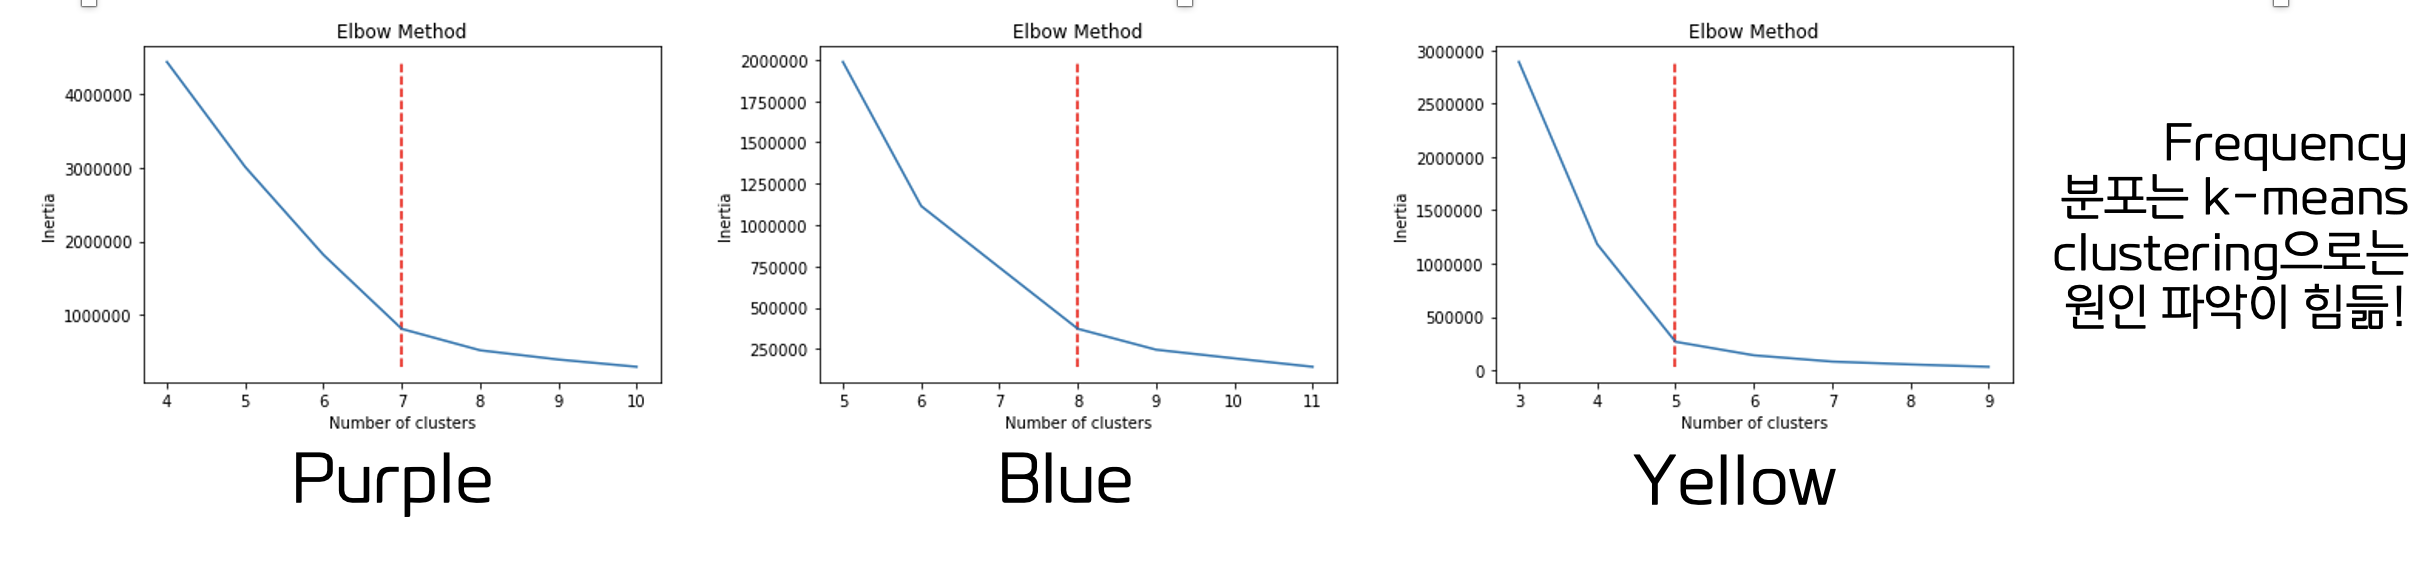 Elbow Method
4000000
3000000
2000000
1000000
Inertia
4 5 6 7 8 9 10
Number of clusters
Purple
Elbow Method
2000000
1750000
1500000
1250000
1000000
750000
500000
250000
Inertia
5 6 7 8 9 10 11
Number of clusters
Blue
Elbow Method
3000000
2500000
2000000
1500000
1000000
500000
0
Inertia
3 4 5 6 7 8 9
Number of clusters
Yellow
Frequency
분포는 k-means
clustering으로는
원인 파악이 힘듦!